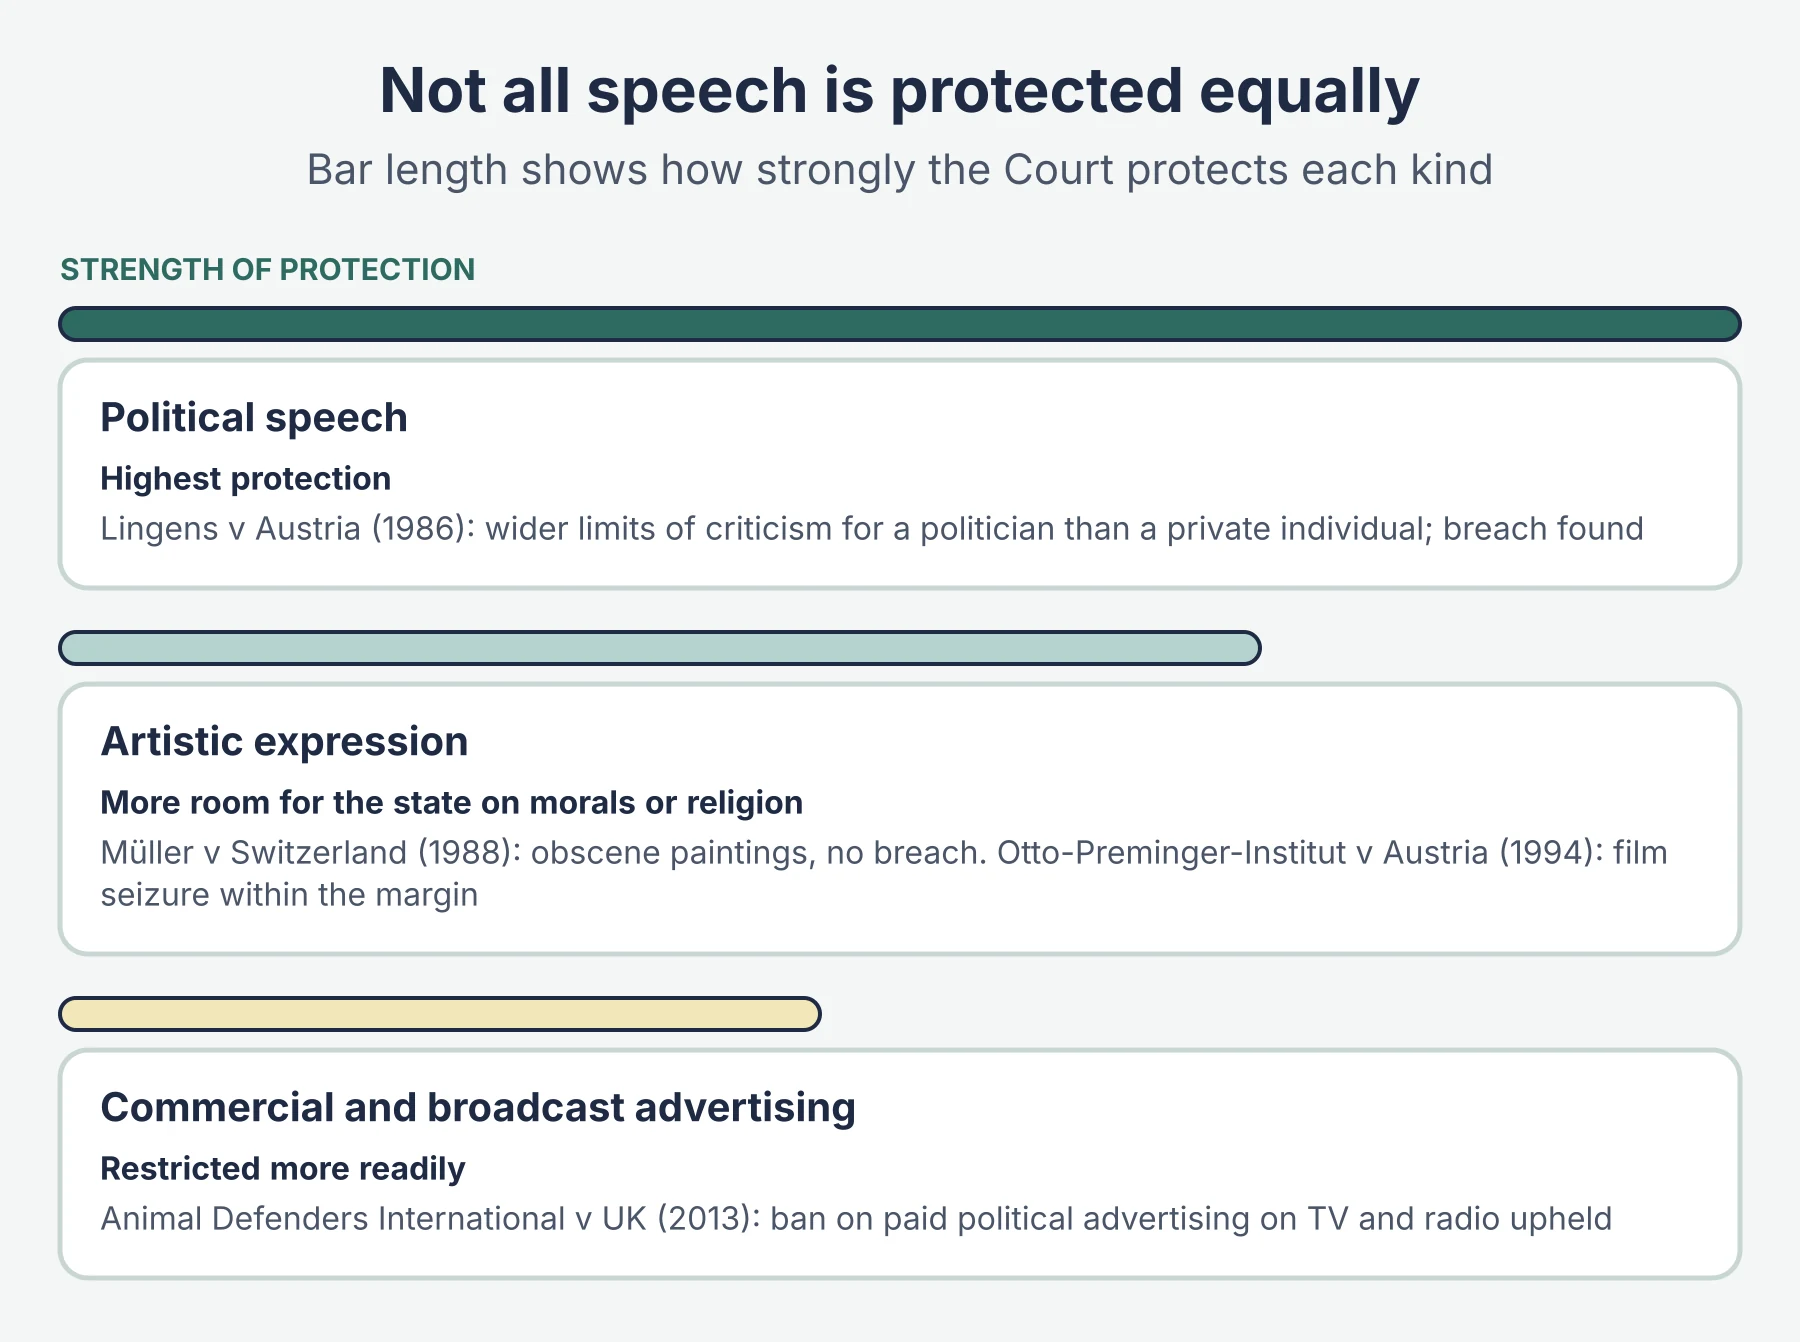 Not all speech is protected equally
Bar length shows how strongly the Court protects each kind
STRENGTH OF PROTECTION
Political speech
Highest protection
Lingens v Austria (1986): wider limits of criticism for a politician than a private individual; breach found
Artistic expression
More room for the state on morals or religion
Müller v Switzerland (1988): obscene paintings, no breach. Otto-Preminger-Institut v Austria (1994): film
seizure within the margin
Commercial and broadcast advertising
Restricted more readily
Animal Defenders International v UK (2013): ban on paid political advertising on TV and radio upheld